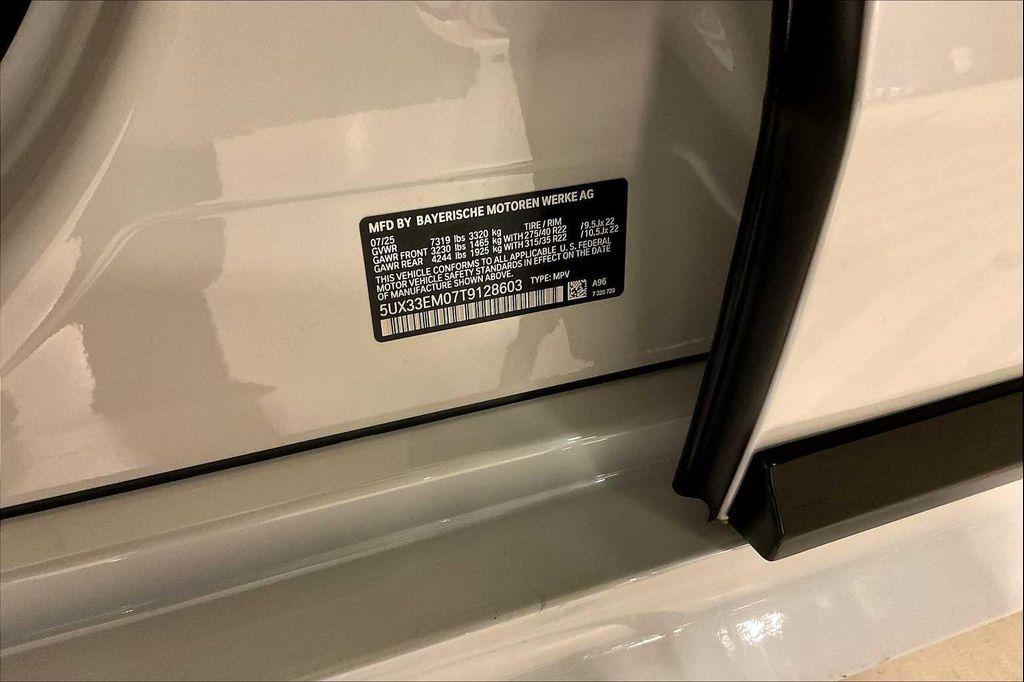 MFD BY BAYERISCHE MOTOREN WERKE AG
07/25
GVWR 7319 lbs 3320 kg TIRE / RIM
GAWR FRONT 3230 lbs 1465 kg WITH 275/40 R22 /9.5Jx22
GAWR REAR 4244 lbs 1925 kg WITH 315/35 R22 /10.5Jx22
THIS VEHICLE CONFORMS TO ALL APPLICABLE U.S. FEDERAL
MOTOR VEHICLE SAFETY STANDARDS IN EFFECT ON THE DATE
OF MANUFACTURE SHOWN ABOVE.
5UX33EM07T9128603 TYPE: MPV A96
7 320 729